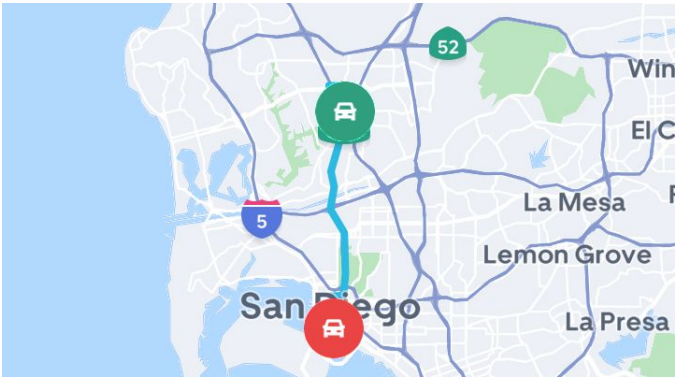 52
Win
El C
5
La Mesa
F
Lemon Grove
San Diego
La Presa